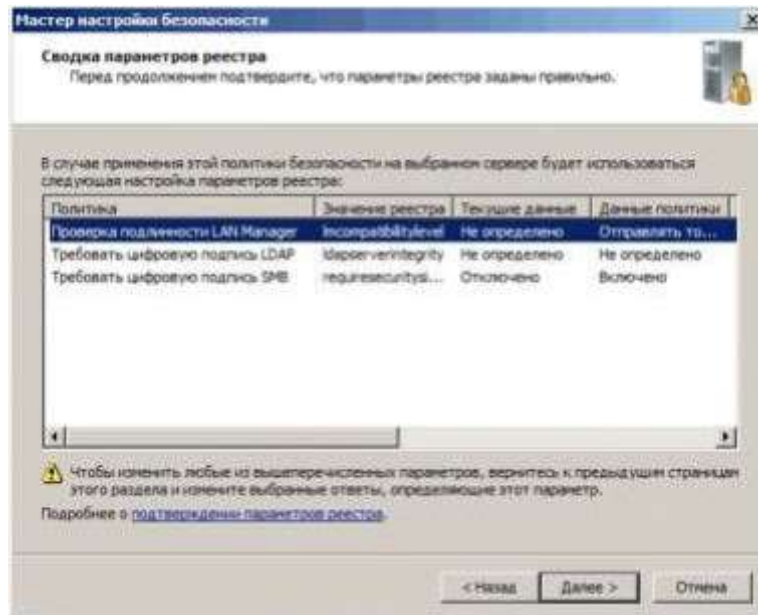 Мастер настройки безопасности
Сводка параметров реестра
Перед продолжением подтвердите, что параметры реестра заданы правильно.
В случае применения этой политики безопасности на выбранном сервере будет использоваться
следующая настройка параметров реестра:
Политика Значение реестра Текущие данные Данные политики
Проверка подлинности LAN Manager lmcompatibilitylevel Не определено Отправлять то...
Требовать цифровую подпись LDAP ldapserverintegrity Не определено Не определено
Требовать цифровую подпись SMB requiresecuritysi... Отключено Включено
Чтобы изменить любые из вышеперечисленных параметров, вернитесь к предыдущим страницам
этого раздела и измените выбранные ответы, определяющие этот параметр.
Подробнее о подтверждении параметров реестра.
< Назад Далее > Отмена